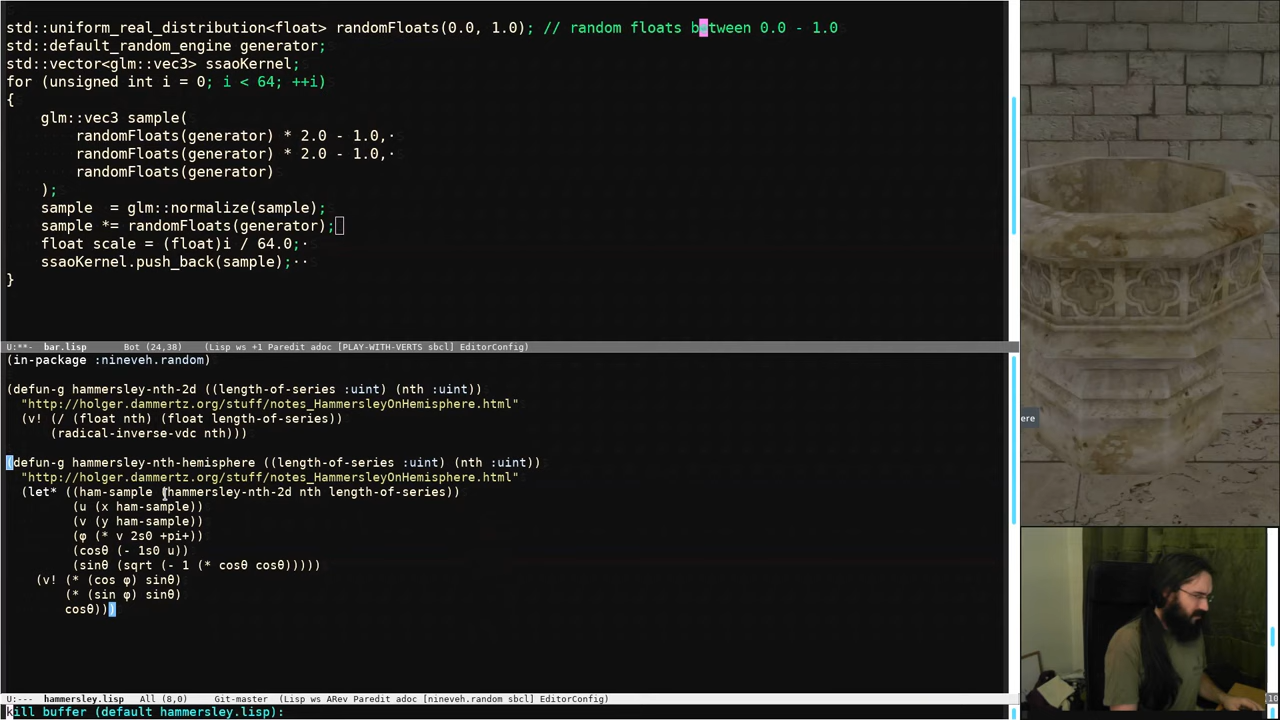 std::uniform_real_distribution<float> randomFloats(0.0, 1.0); // random floats between 0.0 - 1.0
std::default_random_engine generator;
std::vector<glm::vec3> ssaoKernel;
for (unsigned int i = 0; i < 64; ++i)
{
    glm::vec3 sample(
        randomFloats(generator) * 2.0 - 1.0,·
        randomFloats(generator) * 2.0 - 1.0,·
        randomFloats(generator)
    );
    sample  = glm::normalize(sample);
    sample *= randomFloats(generator);
    float scale = (float)i / 64.0;·
    ssaoKernel.push_back(sample);··
}
U:**-  bar.lisp      Bot (24,38)    (Lisp ws +1 Paredit adoc [PLAY-WITH-VERTS sbcl] EditorConfig)
(in-package :nineveh.random)
(defun-g hammersley-nth-2d ((length-of-series :uint) (nth :uint))
  "http://holger.dammertz.org/stuff/notes_HammersleyOnHemisphere.html"
  (v! (/ (float nth) (float length-of-series))
      (radical-inverse-vdc nth)))
(defun-g hammersley-nth-hemisphere ((length-of-series :uint) (nth :uint))
  "http://holger.dammertz.org/stuff/notes_HammersleyOnHemisphere.html"
  (let* ((ham-sample (hammersley-nth-2d nth length-of-series))
         (u (x ham-sample))
         (v (y ham-sample))
         (φ (* v 2s0 +pi+))
         (cosθ (- 1s0 u))
         (sinθ (sqrt (- 1 (* cosθ cosθ)))))
    (v! (* (cos φ) sinθ)
        (* (sin φ) sinθ)
        cosθ)))
U:---  hammersley.lisp   All (8,0)     Git-master  (Lisp ws ARev Paredit adoc [nineveh.random sbcl] EditorConfig)
kill buffer (default hammersley.lisp):
ere
10